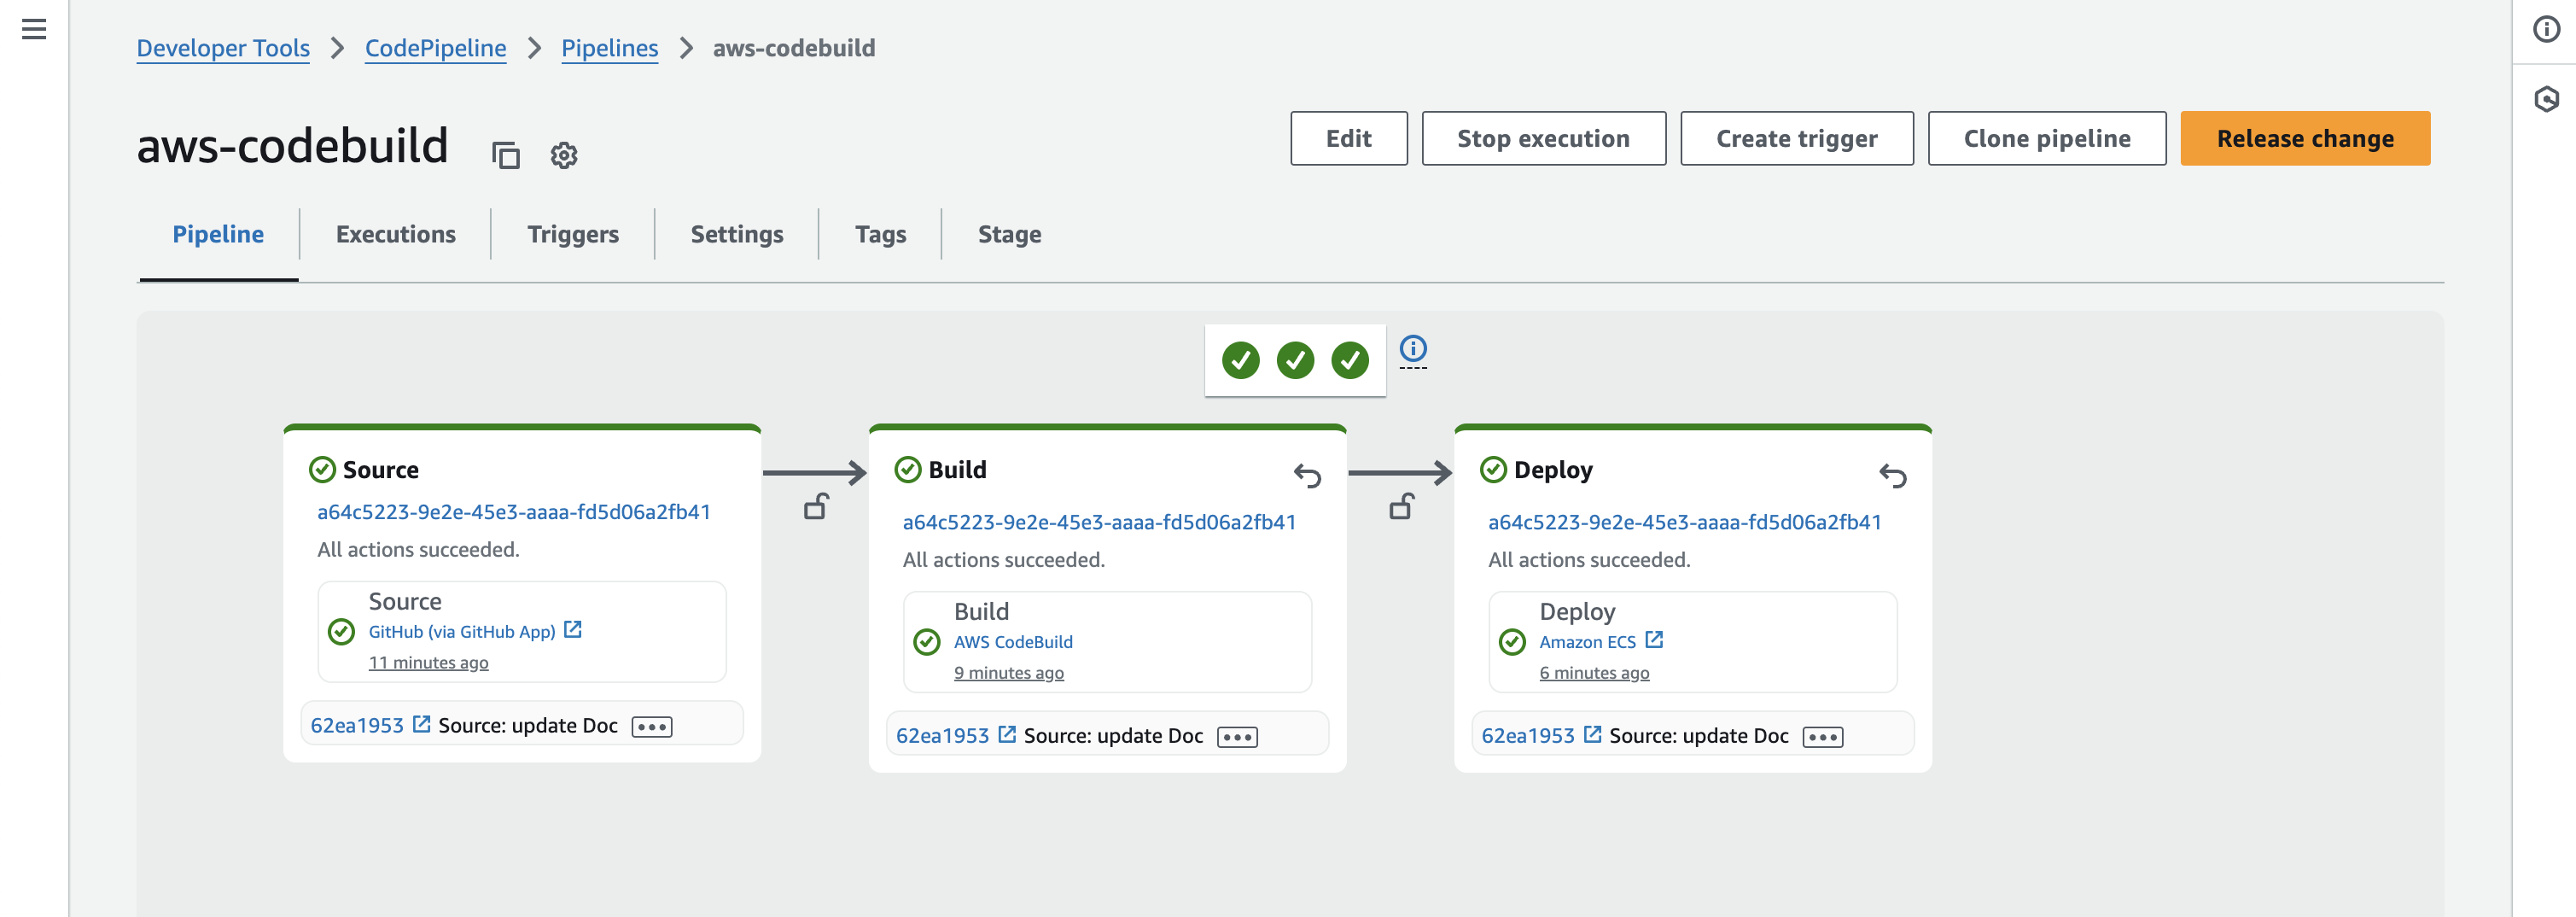 Developer Tools > CodePipeline > Pipelines > aws-codebuild
aws-codebuild
Edit
Stop execution
Create trigger
Clone pipeline
Release change
Pipeline
Executions
Triggers
Settings
Tags
Stage
Source
a64c5223-9e2e-45e3-aaaa-fd5d06a2fb41
All actions succeeded.
Source
GitHub (via GitHub App)
11 minutes ago
62ea1953 Source: update Doc
Build
a64c5223-9e2e-45e3-aaaa-fd5d06a2fb41
All actions succeeded.
Build
AWS CodeBuild
9 minutes ago
62ea1953 Source: update Doc
Deploy
a64c5223-9e2e-45e3-aaaa-fd5d06a2fb41
All actions succeeded.
Deploy
Amazon ECS
6 minutes ago
62ea1953 Source: update Doc